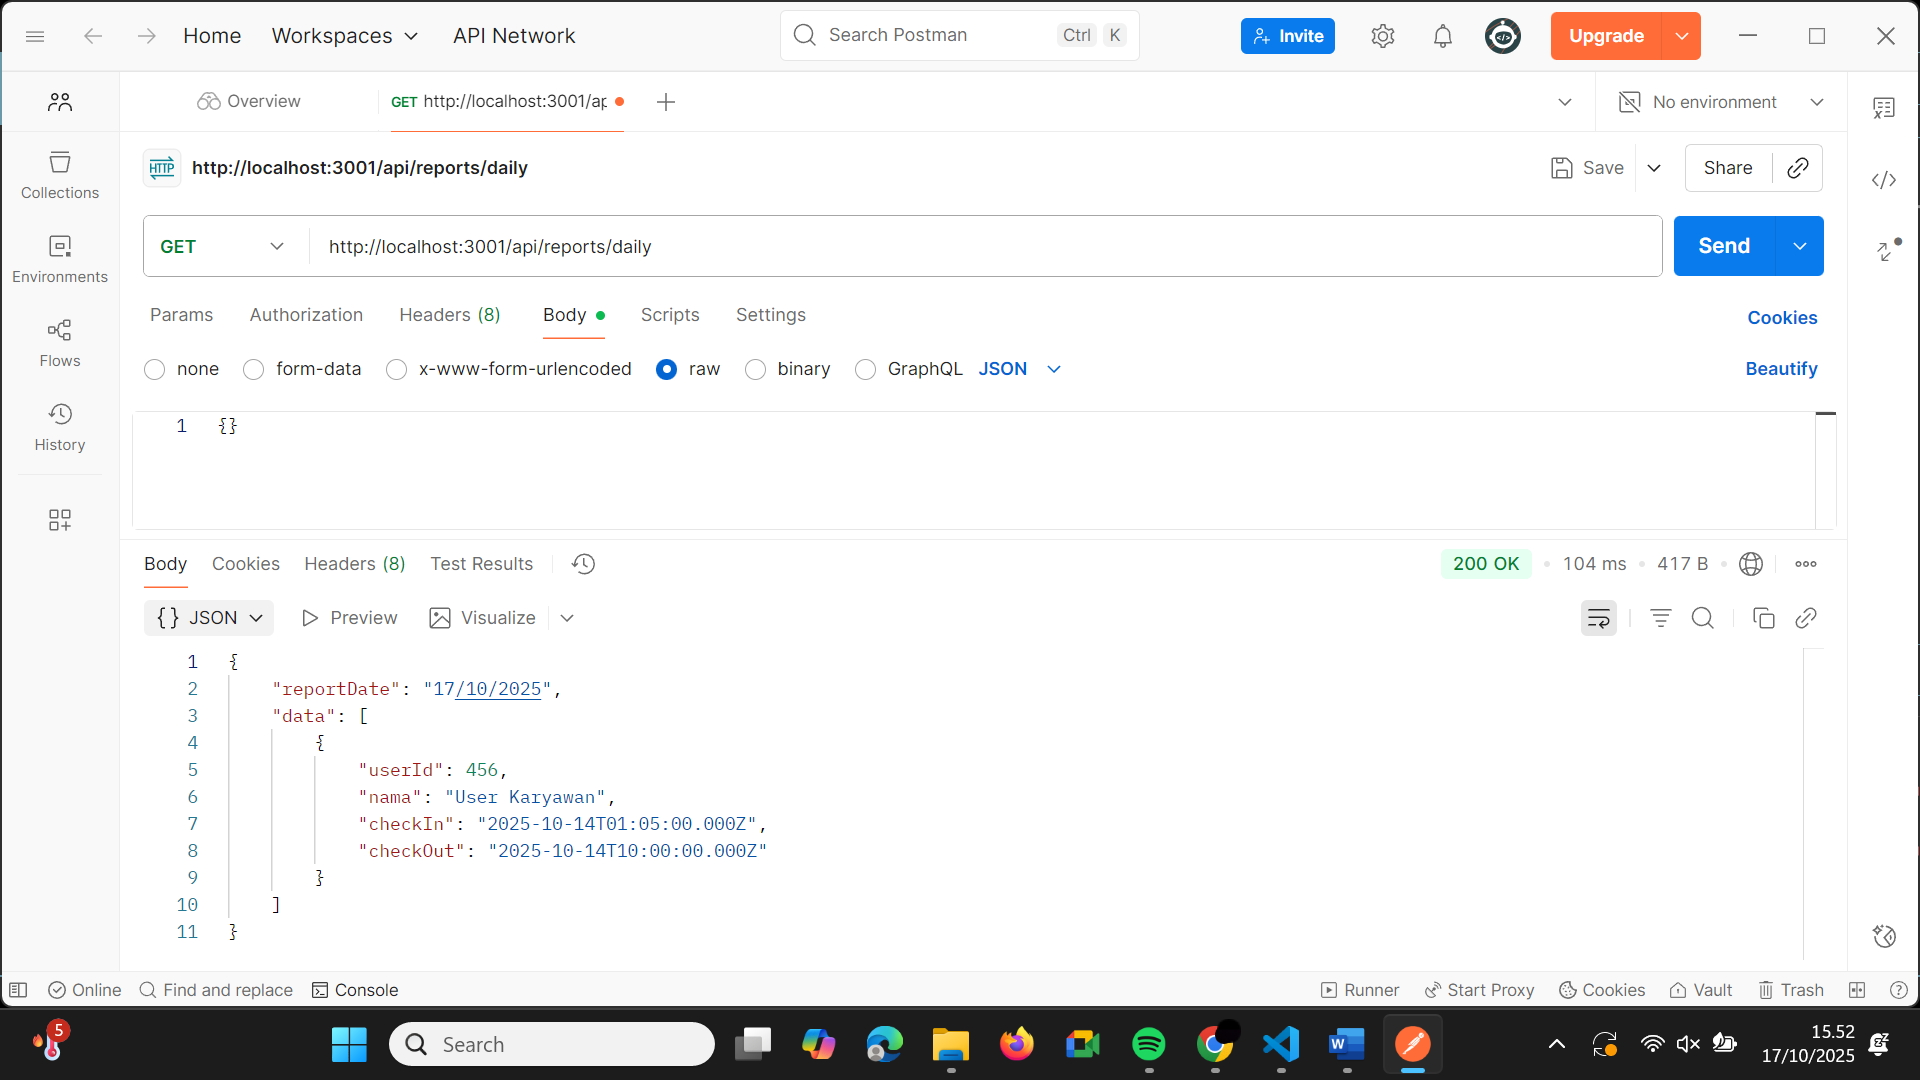 Home Workspaces API Network Search Postman Ctrl K Invite Upgrade
Overview GET http://localhost:3001/ap No environment
HTTP http://localhost:3001/api/reports/daily Save Share
GET http://localhost:3001/api/reports/daily Send
Params Authorization Headers (8) Body Scripts Settings Cookies
none form-data x-www-form-urlencoded raw binary GraphQL JSON Beautify
1 {}
Collections
Environments
Flows
History
Body Cookies Headers (8) Test Results 200 OK 104 ms 417 B
{} JSON Preview Visualize
1 {
2 "reportDate": "17/10/2025",
3 "data": [
4 {
5 "userId": 456,
6 "nama": "User Karyawan",
7 "checkIn": "2025-10-14T01:05:00.000Z",
8 "checkOut": "2025-10-14T10:00:00.000Z"
9 }
10 ]
11 }
Online Find and replace Console Runner Start Proxy Cookies Vault Trash
5 Search 15.52
17/10/2025